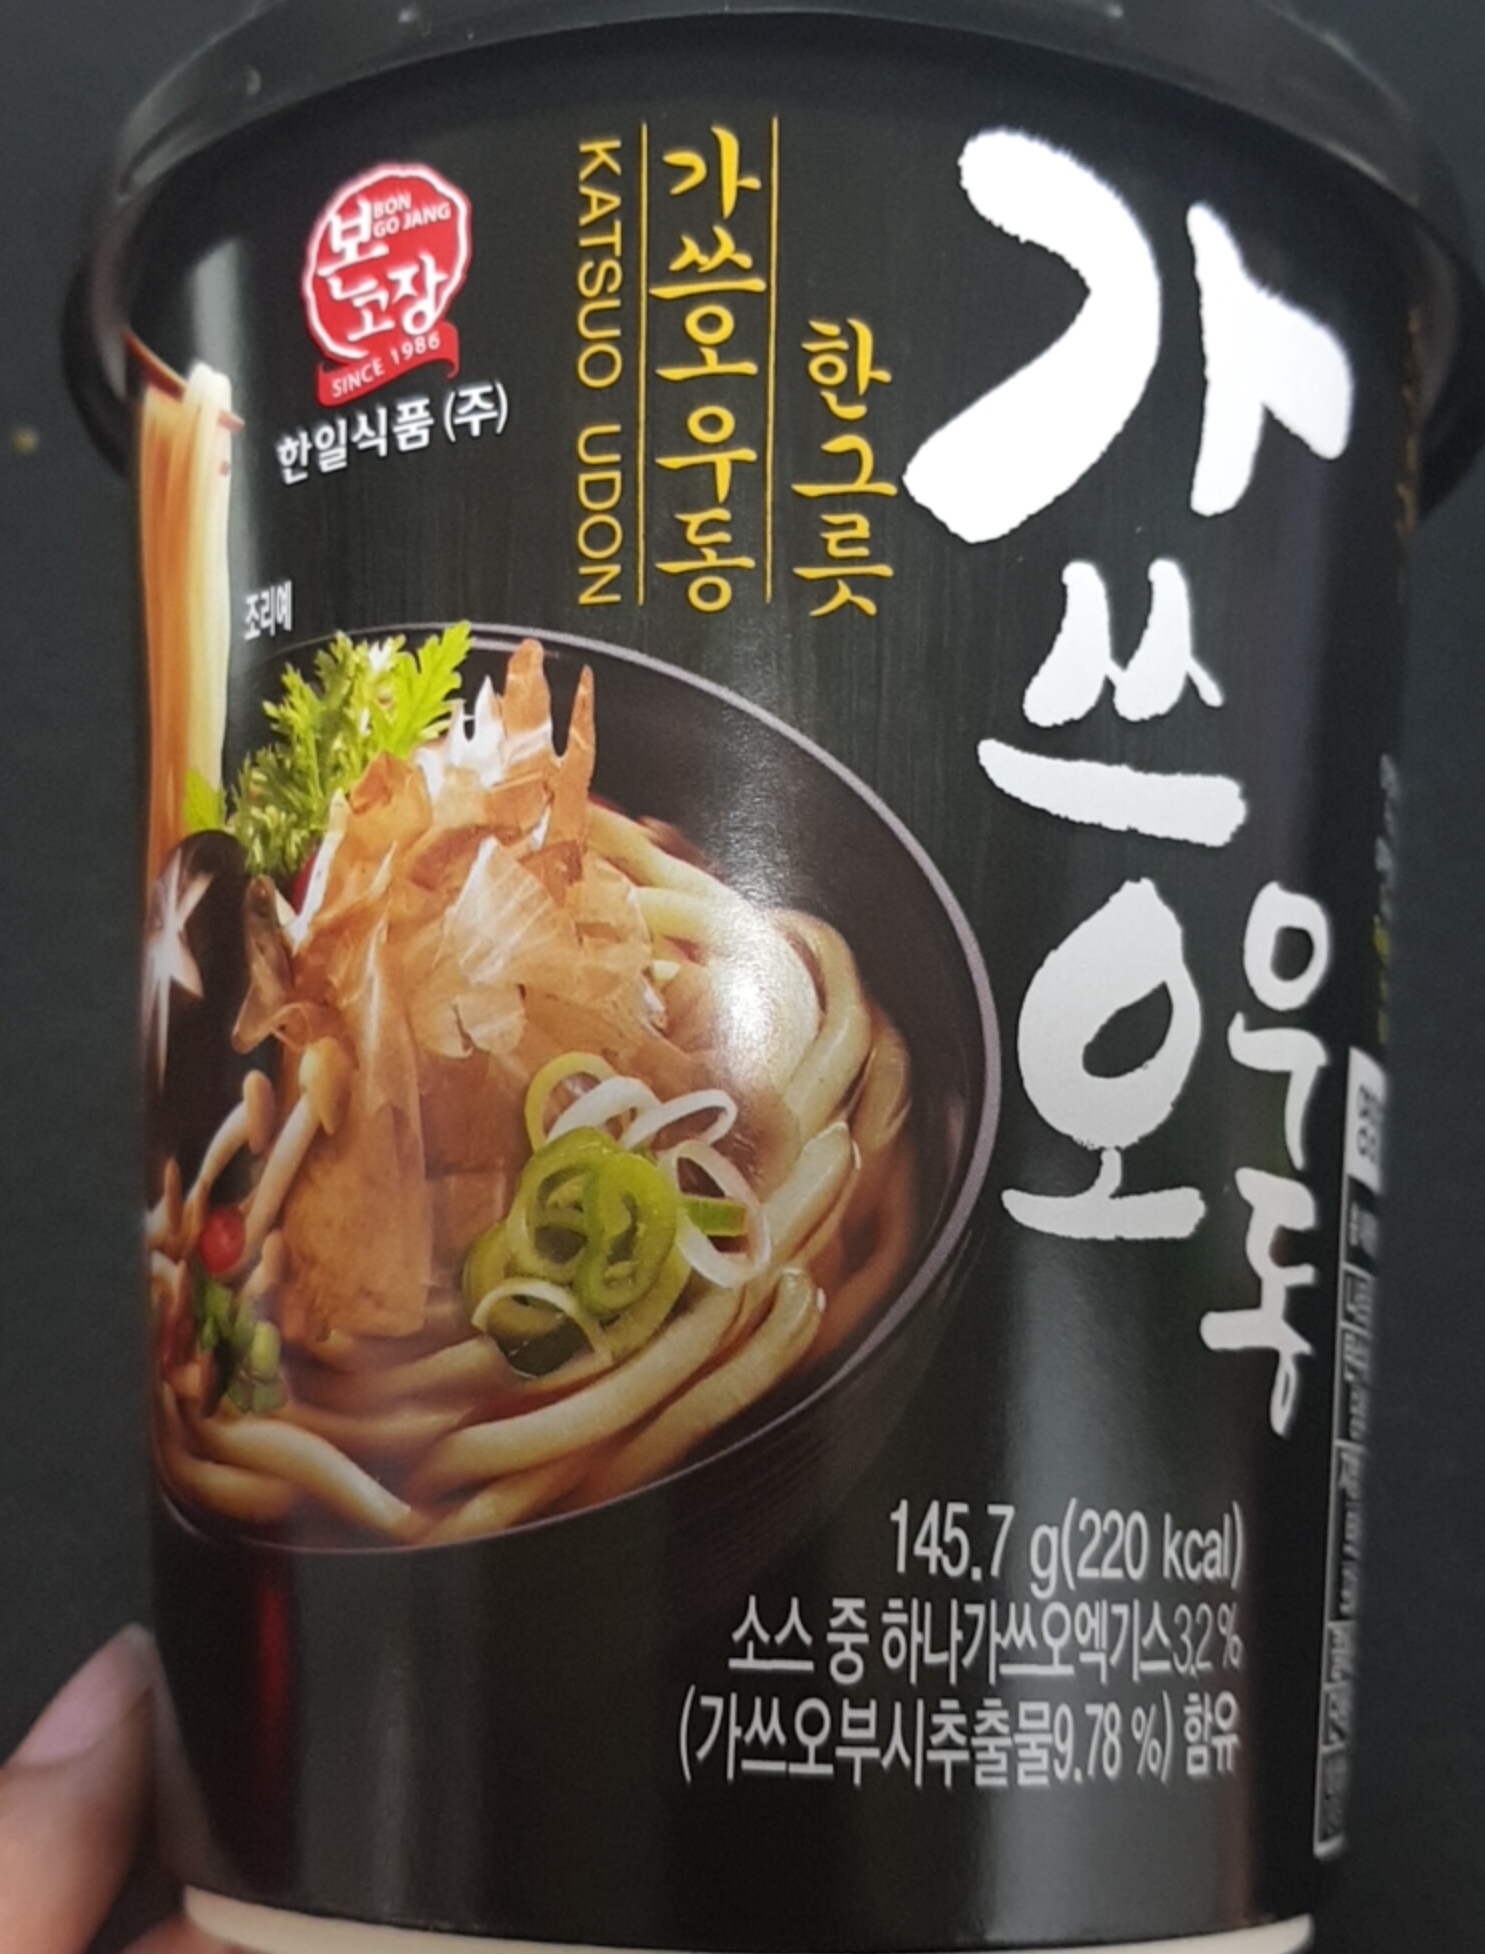 본고장
BON
GO JANG
SINCE 1986
한일식품 (주)
한그릇
가쓰오우동
KATSUO UDON
가쓰오
우동
조리예
145.7 g(220 kcal)
소스 중 하나가쓰오엑기스3.2 %
(가쓰오부시추출물9.78 %) 함유